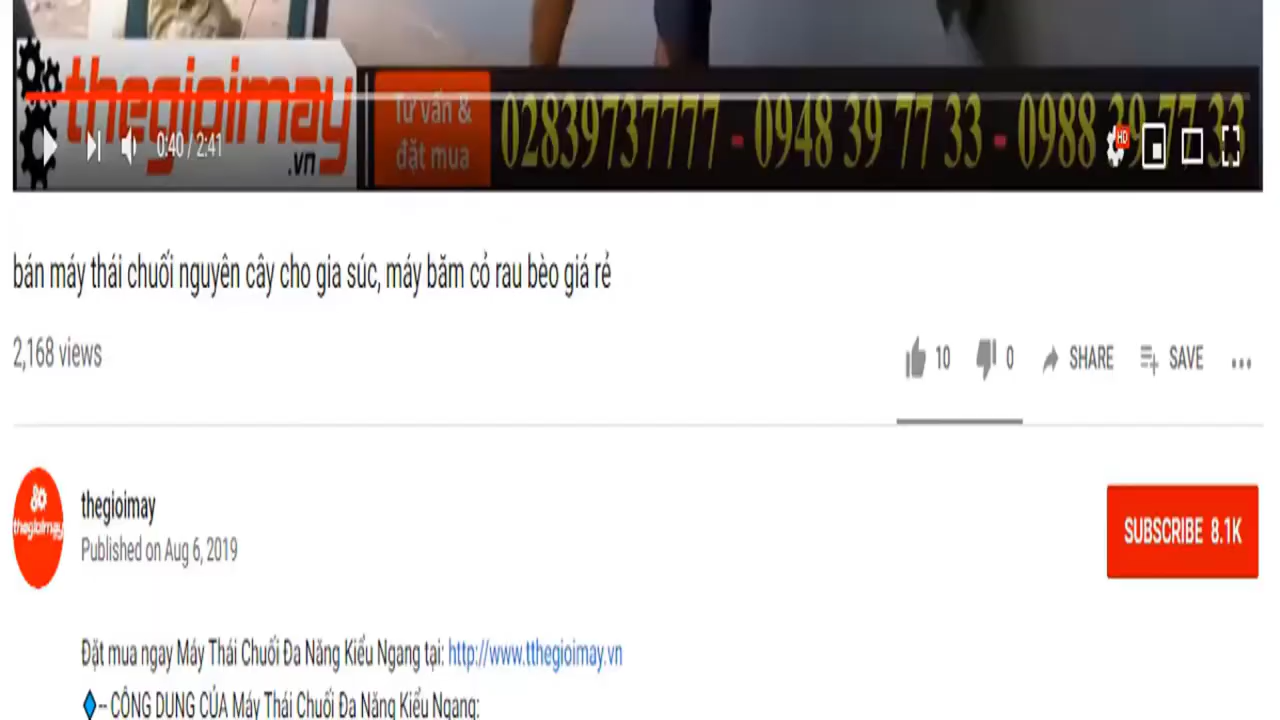 thegioimay
.vn
Tư vấn &
đặt mua
02839737777 - 0948 39 77 33 - 0988 39 77 33
0:40 / 2:41
HD
bán máy thái chuối nguyên cây cho gia súc, máy băm cỏ rau bèo giá rẻ
2,168 views
10 0 SHARE SAVE
thegioimay
thegioimay
Published on Aug 6, 2019
SUBSCRIBE 8.1K
Đặt mua ngay Máy Thái Chuối Đa Năng Kiểu Ngang tại: http://www.tthegioimay.vn
-- CÔNG DỤNG CỦA Máy Thái Chuối Đa Năng Kiểu Ngang: